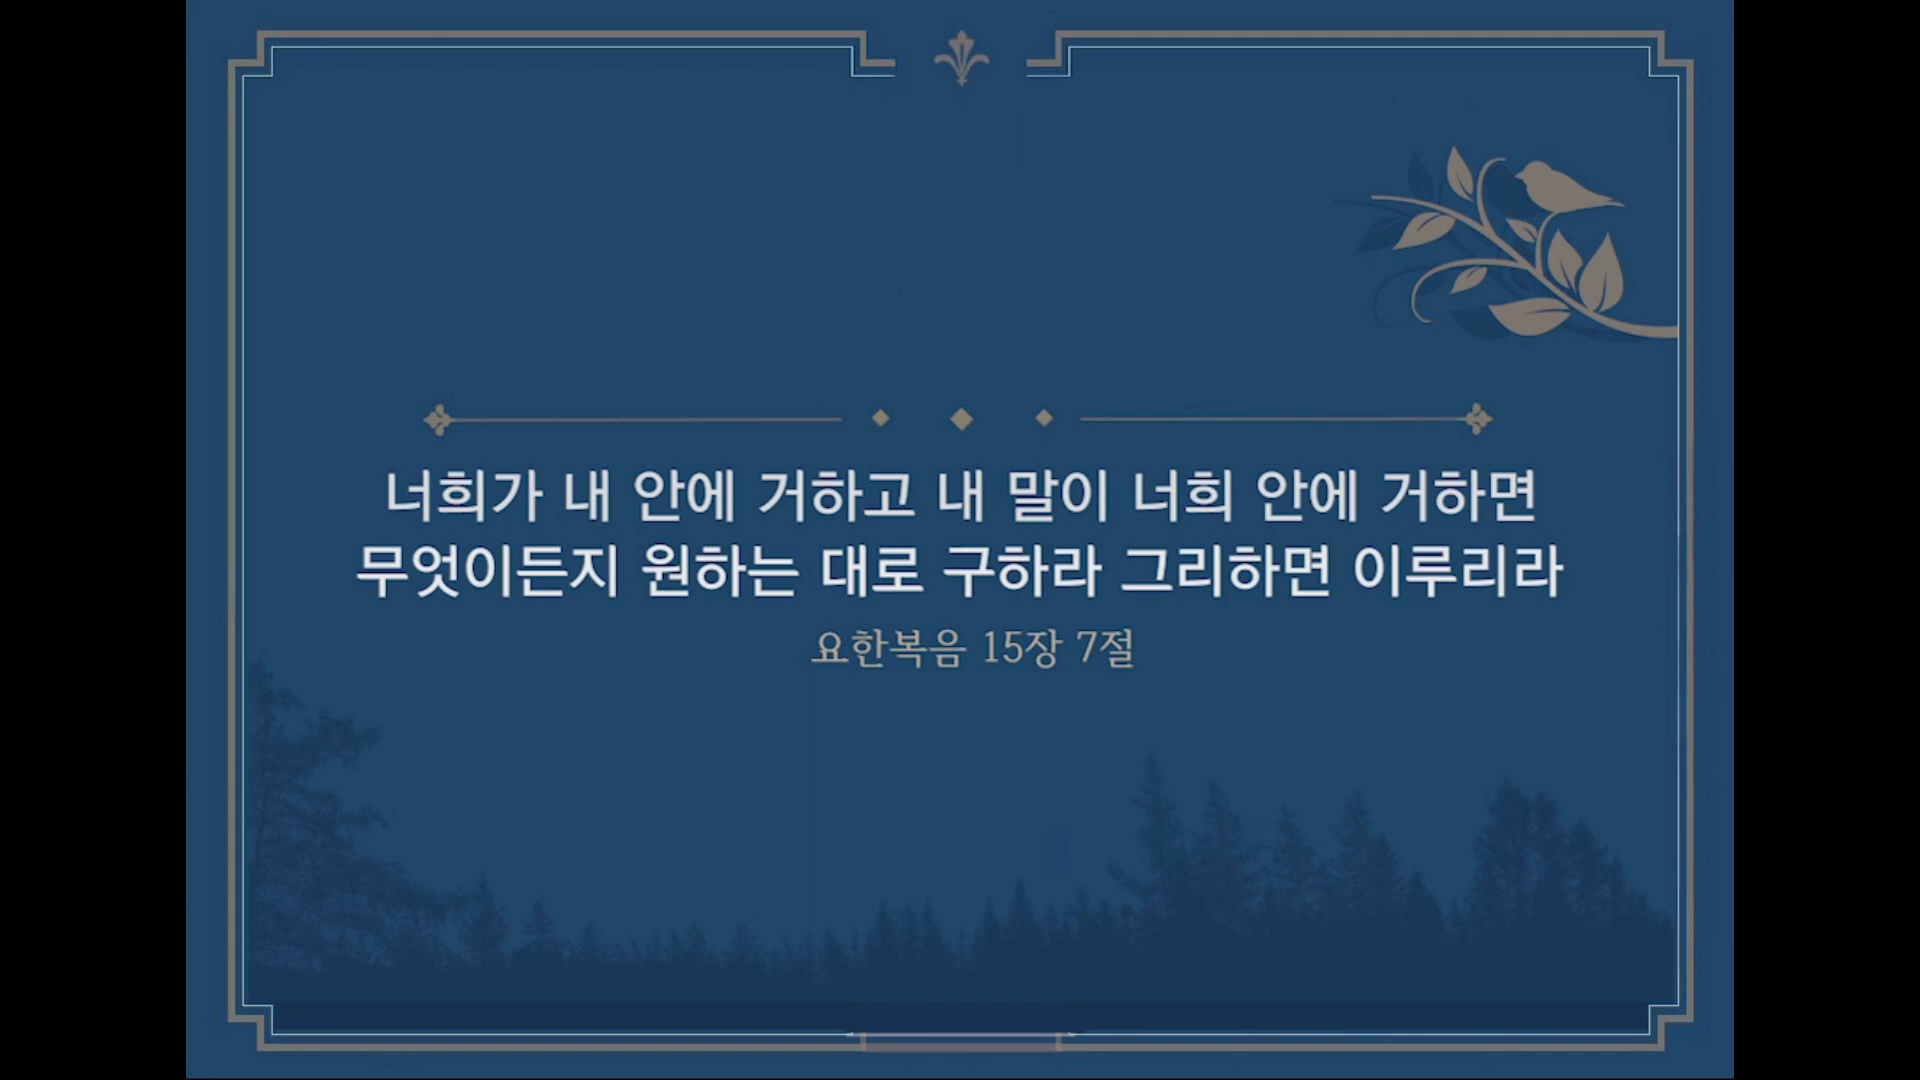 너희가 내 안에 거하고 내 말이 너희 안에 거하면
무엇이든지 원하는 대로 구하라 그리하면 이루리라
요한복음 15장 7절